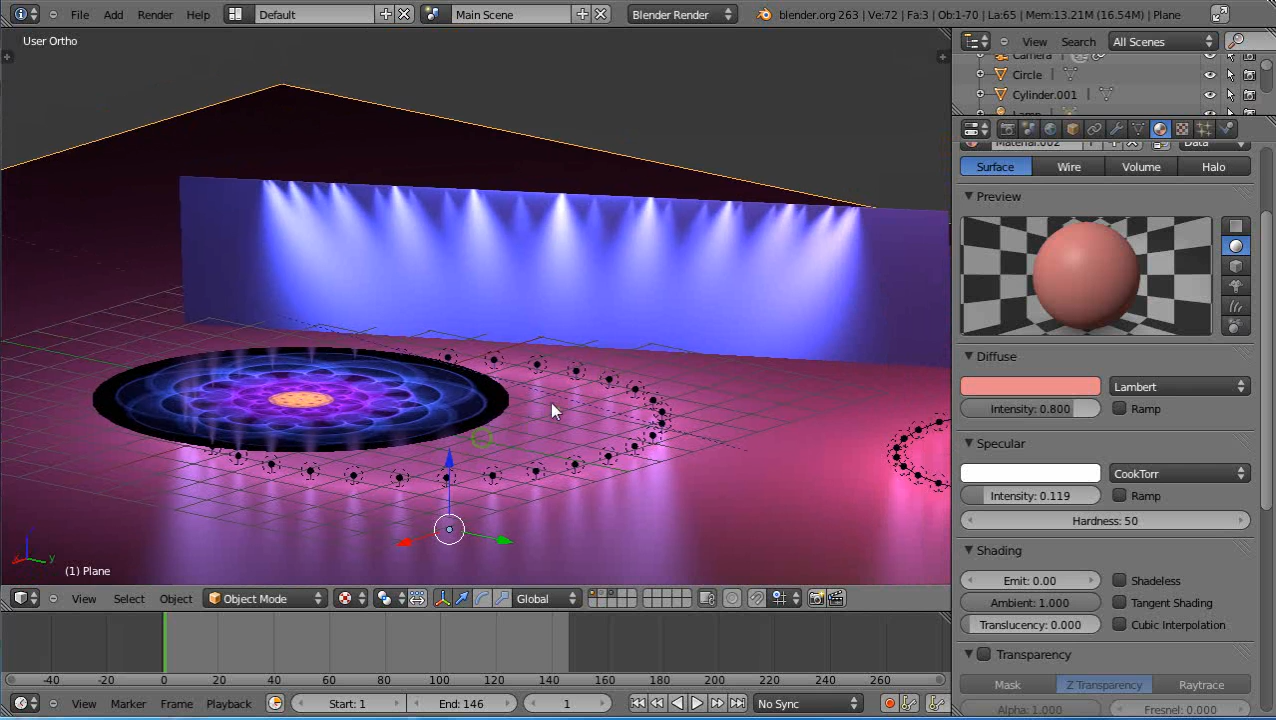 File Add Render Help Default Main Scene Blender Render blender.org 263 | Ve:72 | Fa:3 | Ob:1-70 | La:65 | Mem:13.21M (16.54M) | Plane
User Ortho
View Search All Scenes
Camera
Circle
Cylinder.001
Lamp
Material.002 Data
Surface Wire Volume Halo
Preview
Diffuse
Lambert
Intensity: 0.800 Ramp
Specular
CookTorr
Intensity: 0.119 Ramp
Hardness: 50
Shading
Emit: 0.00 Shadeless
Ambient: 1.000 Tangent Shading
Translucency: 0.000 Cubic Interpolation
Transparency
Mask Z Transparency Raytrace
Alpha: 1.000 Fresnel: 0.000
x y
(1) Plane
View Select Object Object Mode Global
-40 -20 0 20 40 60 80 100 120 140 160 180 200 220 240 260
View Marker Frame Playback Start: 1 End: 146 1 No Sync